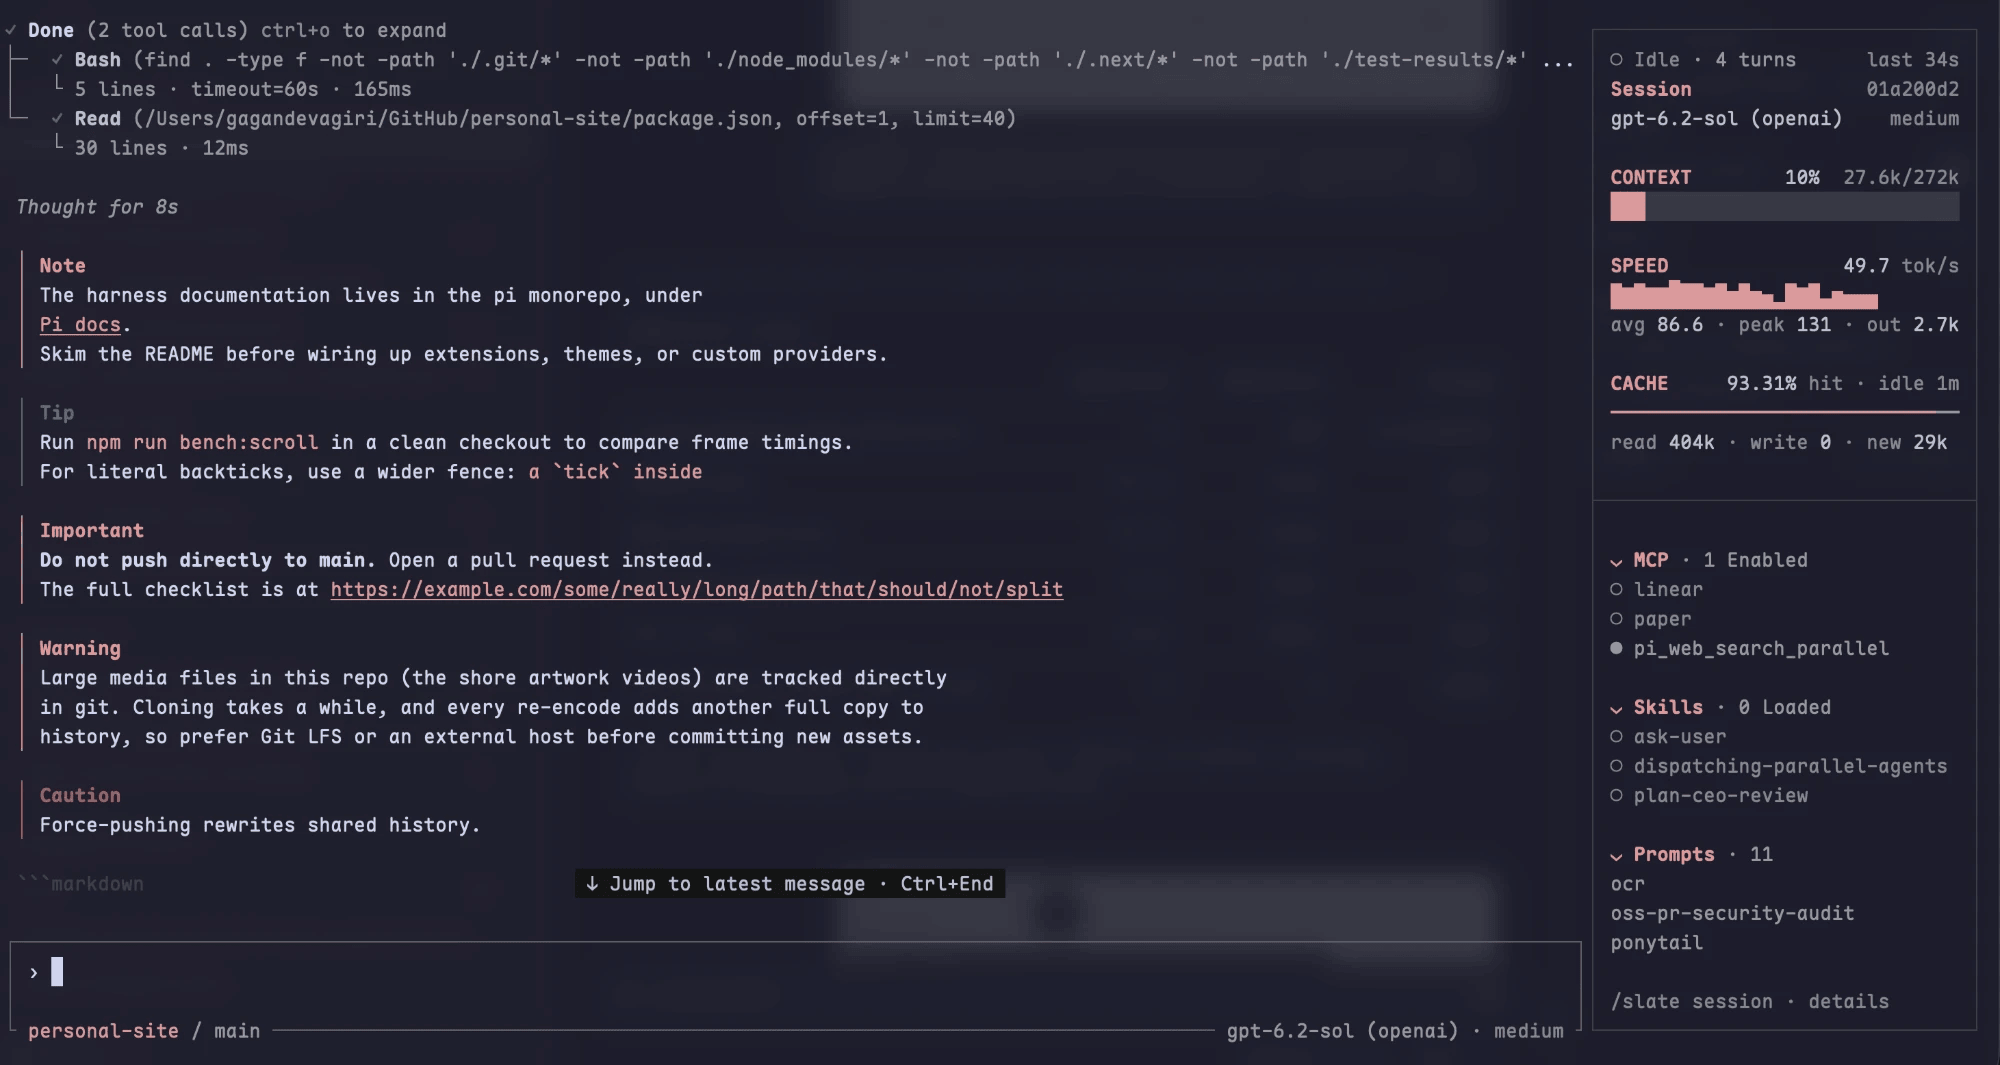 ✓ Done (2 tool calls) ctrl+o to expand
✓ Bash (find . -type f -not -path './.git/*' -not -path './node_modules/*' -not -path './.next/*' -not -path './test-results/*' ...
5 lines · timeout=60s · 165ms
✓ Read (/Users/gagandevagiri/GitHub/personal-site/package.json, offset=1, limit=40)
30 lines · 12ms
Thought for 8s
Note
The harness documentation lives in the pi monorepo, under
Pi docs.
Skim the README before wiring up extensions, themes, or custom providers.
Tip
Run npm run bench:scroll in a clean checkout to compare frame timings.
For literal backticks, use a wider fence: a `tick` inside
Important
Do not push directly to main. Open a pull request instead.
The full checklist is at https://example.com/some/really/long/path/that/should/not/split
Warning
Large media files in this repo (the shore artwork videos) are tracked directly
in git. Cloning takes a while, and every re-encode adds another full copy to
history, so prefer Git LFS or an external host before committing new assets.
Caution
Force-pushing rewrites shared history.
```markdown
↓ Jump to latest message · Ctrl+End
›
personal-site / main
gpt-6.2-sol (openai) · medium
○ Idle · 4 turns last 34s
Session 01a200d2
gpt-6.2-sol (openai) medium
CONTEXT 10% 27.6k/272k
SPEED 49.7 tok/s
avg 86.6 · peak 131 · out 2.7k
CACHE 93.31% hit · idle 1m
read 404k · write 0 · new 29k
⌄ MCP · 1 Enabled
○ linear
○ paper
● pi_web_search_parallel
⌄ Skills · 0 Loaded
○ ask-user
○ dispatching-parallel-agents
○ plan-ceo-review
⌄ Prompts · 11
ocr
oss-pr-security-audit
ponytail
/slate session · details